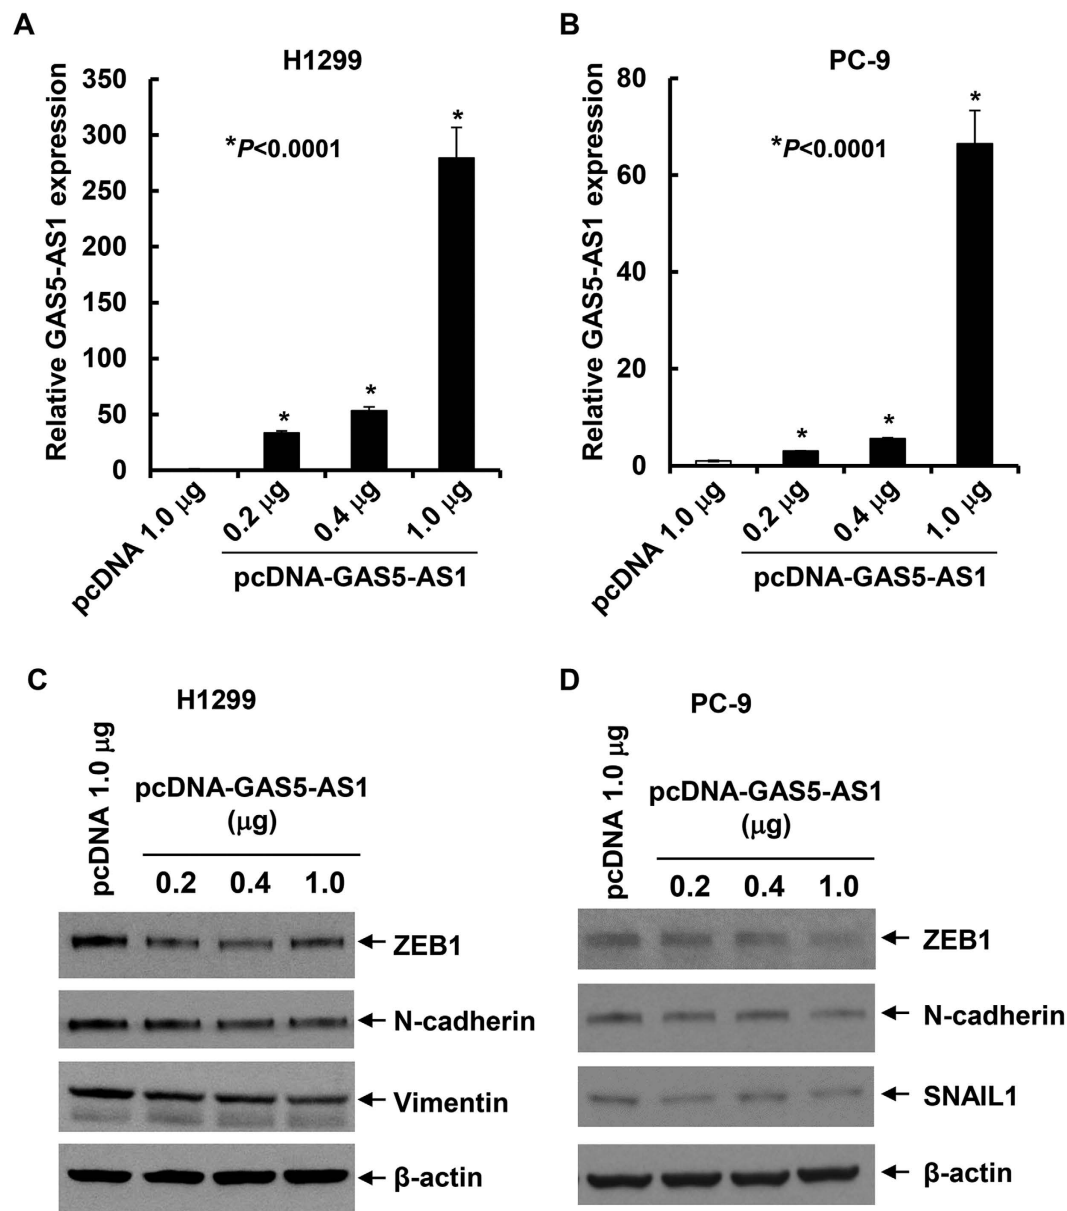 A
H1299
Relative GAS5-AS1 expression
350
300
250
200
150
100
50
0
*P<0.0001
*
*
*
pcDNA 1.0 μg
0.2 μg
0.4 μg
1.0 μg
pcDNA-GAS5-AS1
B
PC-9
Relative GAS5-AS1 expression
80
60
40
20
0
*P<0.0001
*
*
*
pcDNA 1.0 μg
0.2 μg
0.4 μg
1.0 μg
pcDNA-GAS5-AS1
C
H1299
pcDNA 1.0 μg
pcDNA-GAS5-AS1
(μg)
0.2 0.4 1.0
ZEB1
N-cadherin
Vimentin
β-actin
D
PC-9
pcDNA 1.0 μg
pcDNA-GAS5-AS1
(μg)
0.2 0.4 1.0
ZEB1
N-cadherin
SNAIL1
β-actin